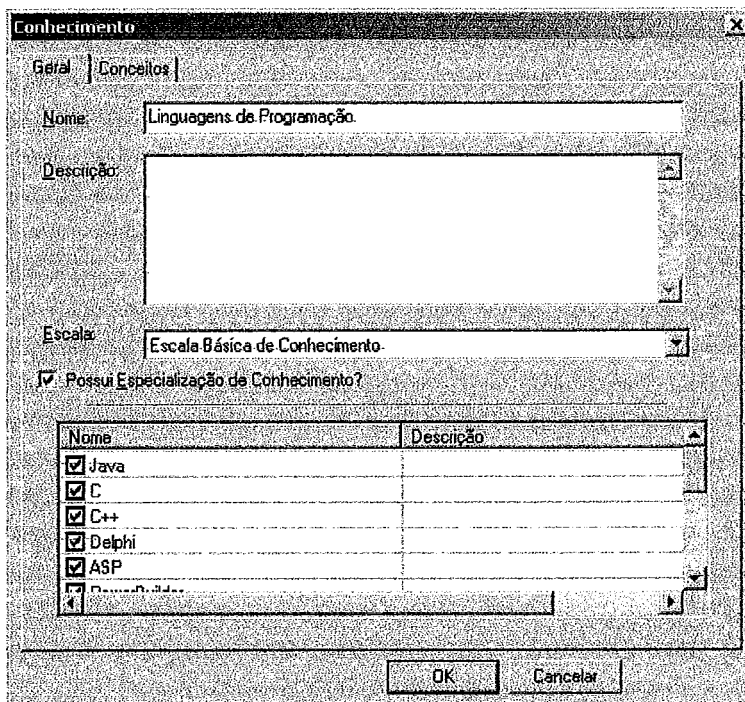 Conhecimento
Geral Conceitos
Nome: Linguagens de Programação
Descrição:
Escala: Escala Básica de Conhecimento
Possui Especialização de Conhecimento?
Nome Descrição
Java
C
C++
Delphi
ASP
PowerBuilder
OK Cancelar